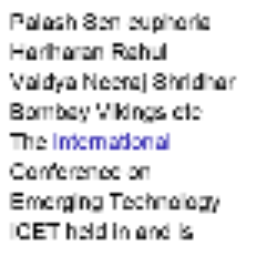 Palash Sen euphoria
Hariharan Rahul
Vaidya Neeraj Shridhar
Bombay Vikings etc
The International
Conference on
Emerging Technology
ICET held in and is